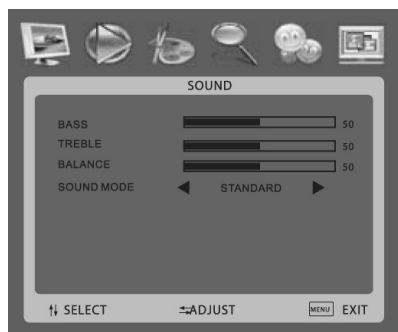 SOUND
BASS 50
TREBLE 50
BALANCE 50
SOUND MODE STANDARD
SELECT ADJUST MENU EXIT